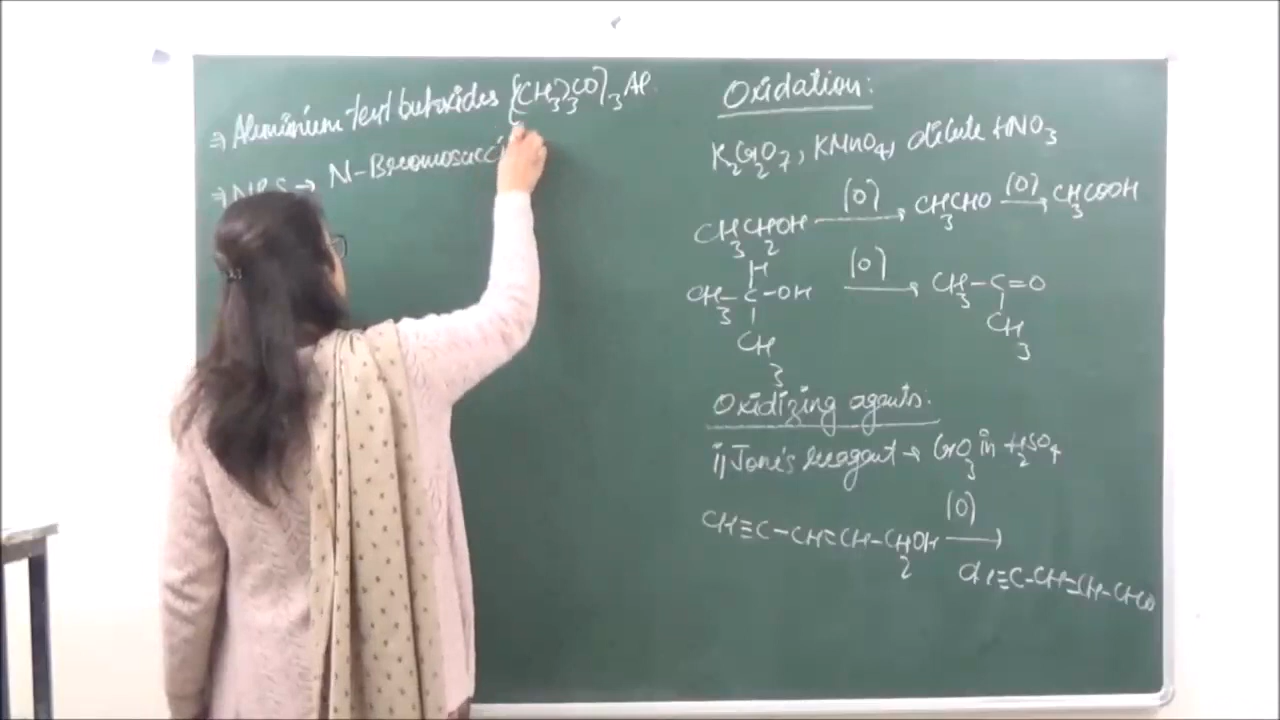 ⇒ Aluminium tert butoxides [(CH3)3CO]3Al
⇒ NBS → N-Bromosucci
Oxidation:
K2Cr2O7, KMnO4, dilute HNO3
CH3CH2OH (O) → CH3CHO (O) → CH3COOH
H
CH3-C-OH (O) → CH3-C=O
CH3 CH3
Oxidizing agents:
i) Jone's reagent → CrO3 in H2SO4
CH≡C-CH=CH-CH2OH (O) →
CH≡C-CH=CH-CHO